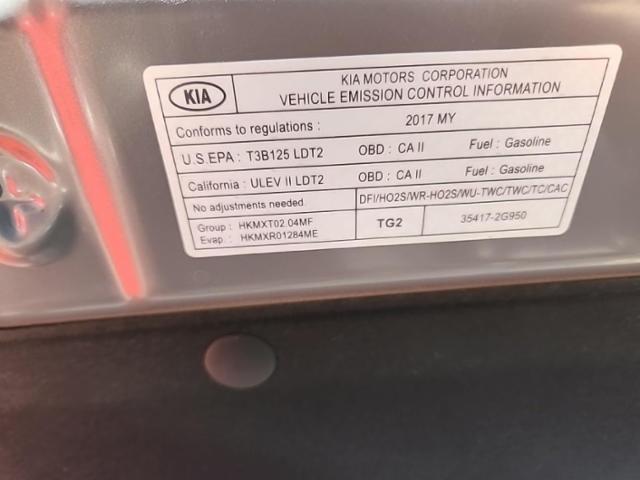 KIA
KIA MOTORS CORPORATION
VEHICLE EMISSION CONTROL INFORMATION
Conforms to regulations : 2017 MY
U.S.EPA : T3B125 LDT2 OBD : CA II Fuel : Gasoline
California : ULEV II LDT2 OBD : CA II Fuel : Gasoline
No adjustments needed. DFI/HO2S/WR-HO2S/WU-TWC/TWC/TC/CAC
Group : HKMXT02.04MF
Evap. : HKMXR01284ME
TG2 35417-2G950